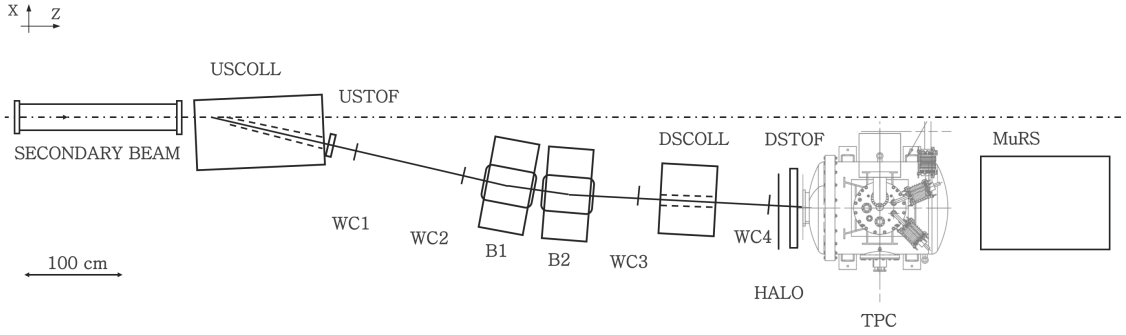 X
Z
USCOLL
USTOF
SECONDARY BEAM
DSCOLL
DSTOF
MuRS
WC1
WC2
B1
B2
WC3
WC4
100 cm
HALO
TPC